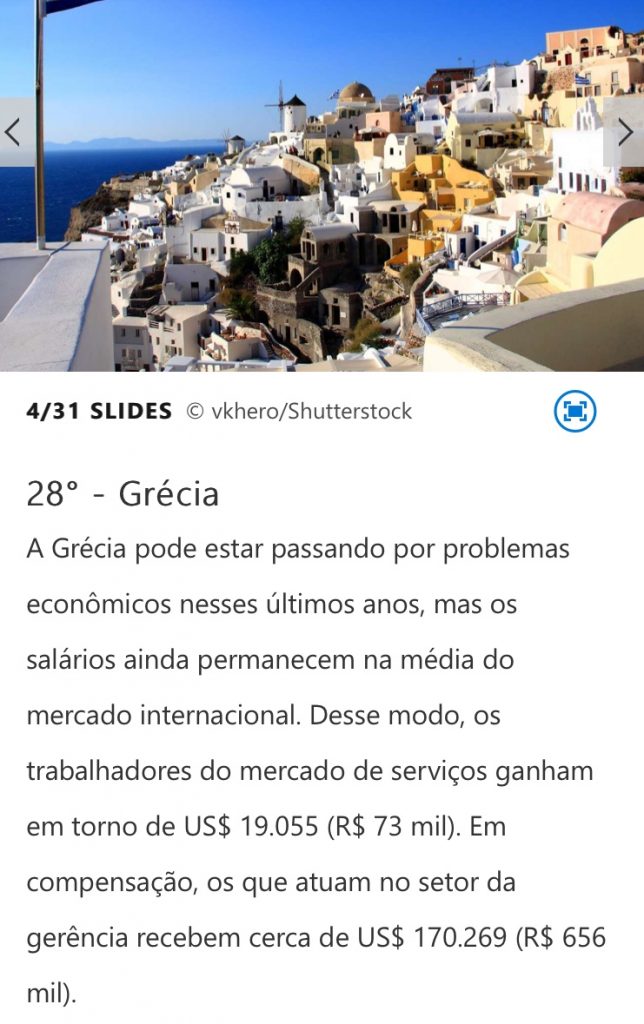 4/31 SLIDES © vkhero/Shutterstock
28° - Grécia
A Grécia pode estar passando por problemas
econômicos nesses últimos anos, mas os
salários ainda permanecem na média do
mercado internacional. Desse modo, os
trabalhadores do mercado de serviços ganham
em torno de US$ 19.055 (R$ 73 mil). Em
compensação, os que atuam no setor da
gerência recebem cerca de US$ 170.269 (R$ 656
mil).